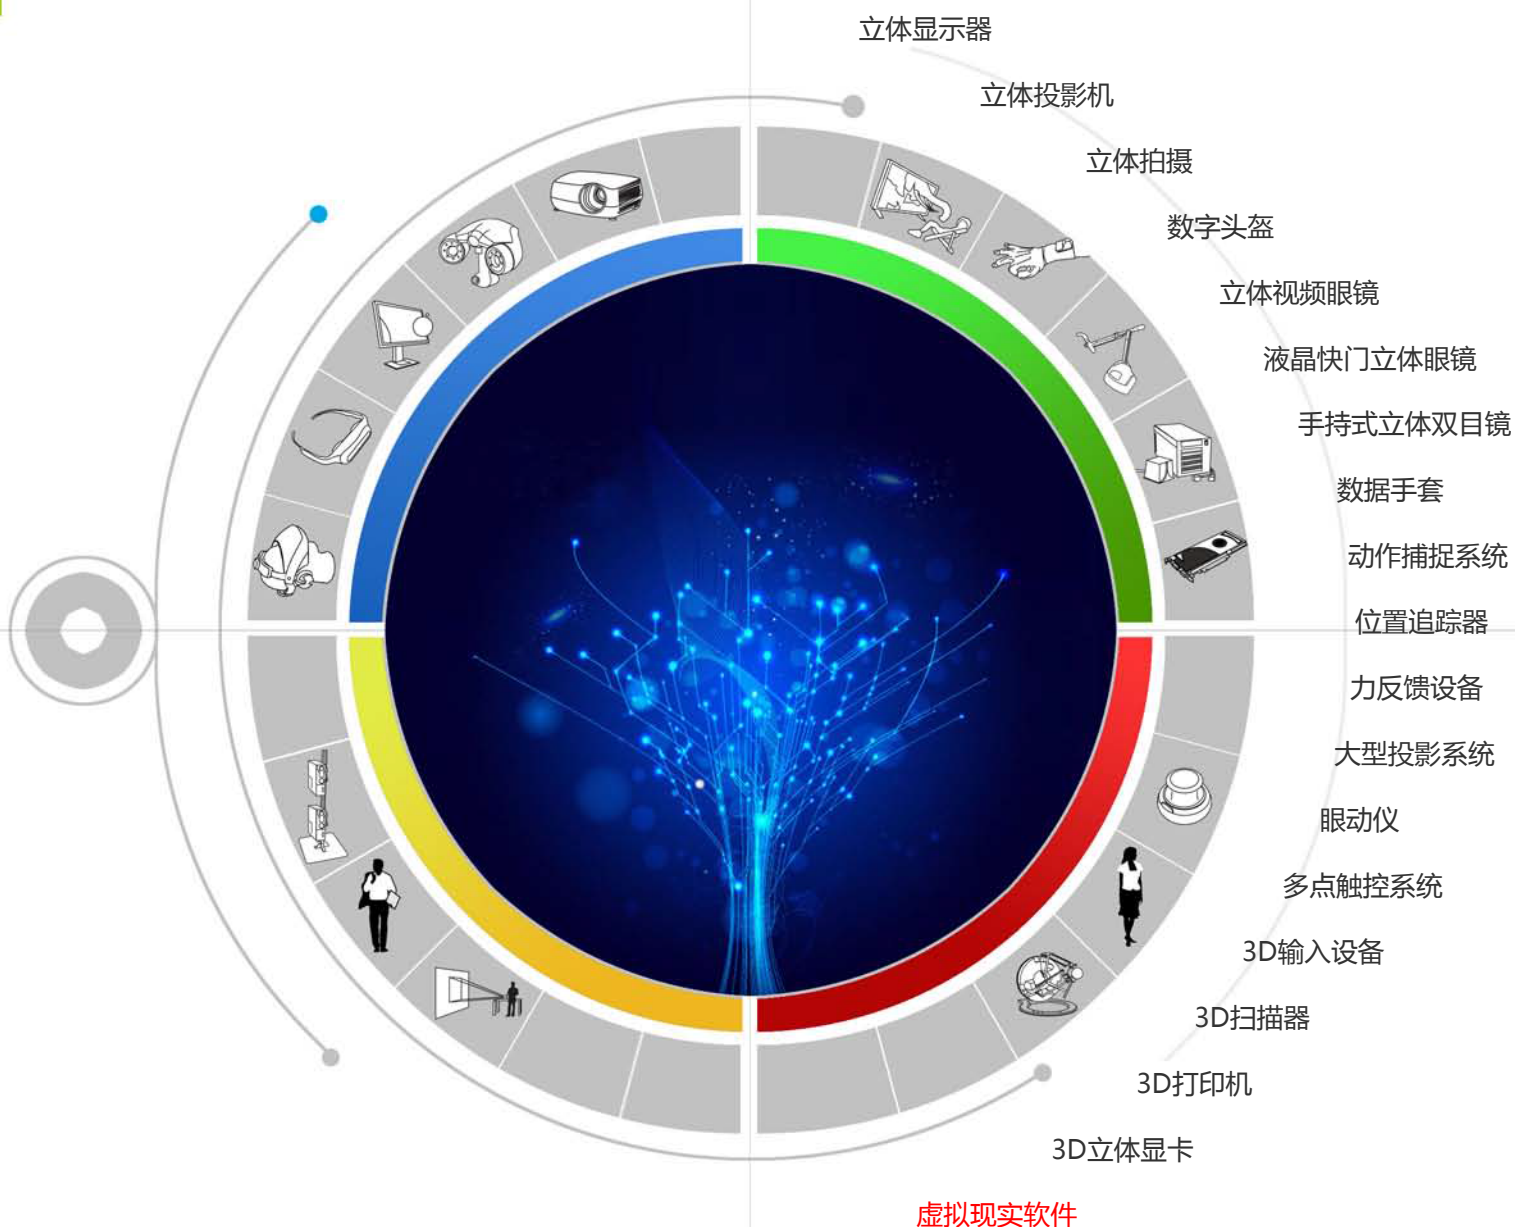 立体显示器
立体投影机
立体拍摄
数字头盔
立体视频眼镜
液晶快门立体眼镜
手持式立体双目镜
数据手套
动作捕捉系统
位置追踪器
力反馈设备
大型投影系统
眼动仪
多点触控系统
3D输入设备
3D扫描器
3D打印机
3D立体显卡
虚拟现实软件